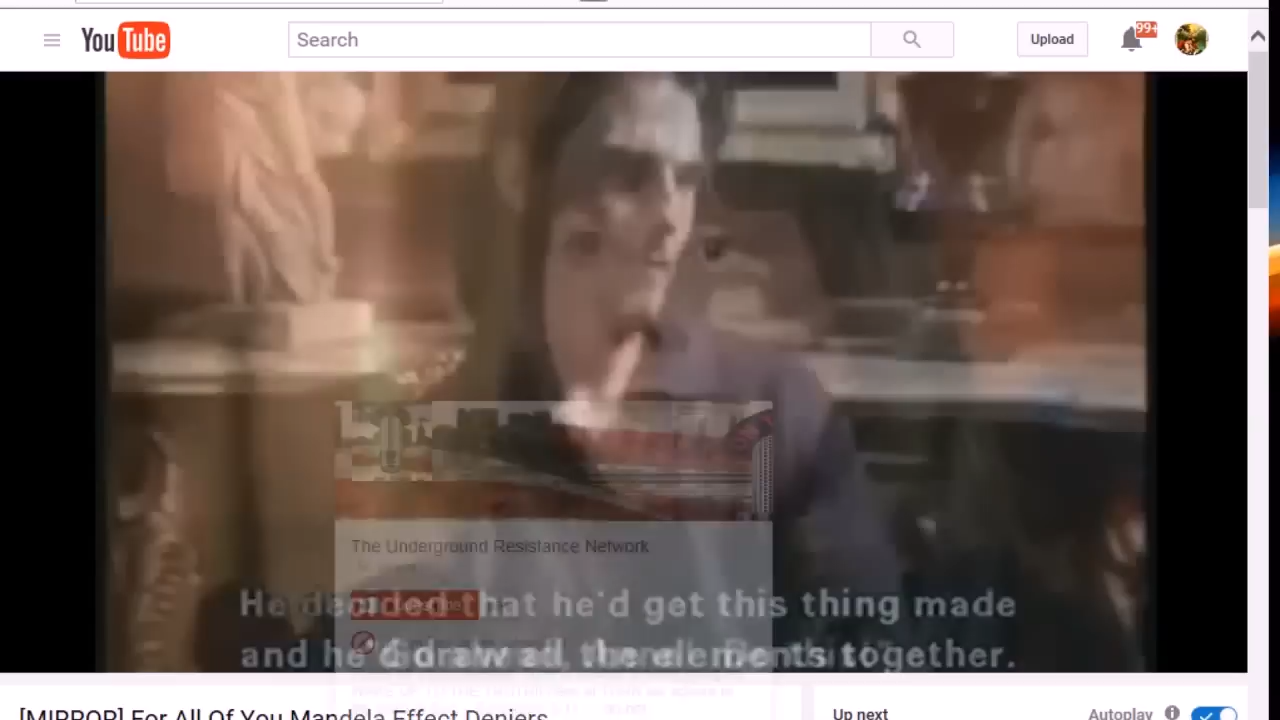 YouTube
Search
Upload
99+
The Underground Resistance Network
He decided that he'd get this thing made
and he'd draw all the elements together.
[MIRROR] For All Of You Mandela Effect Deniers
Up next
Autoplay